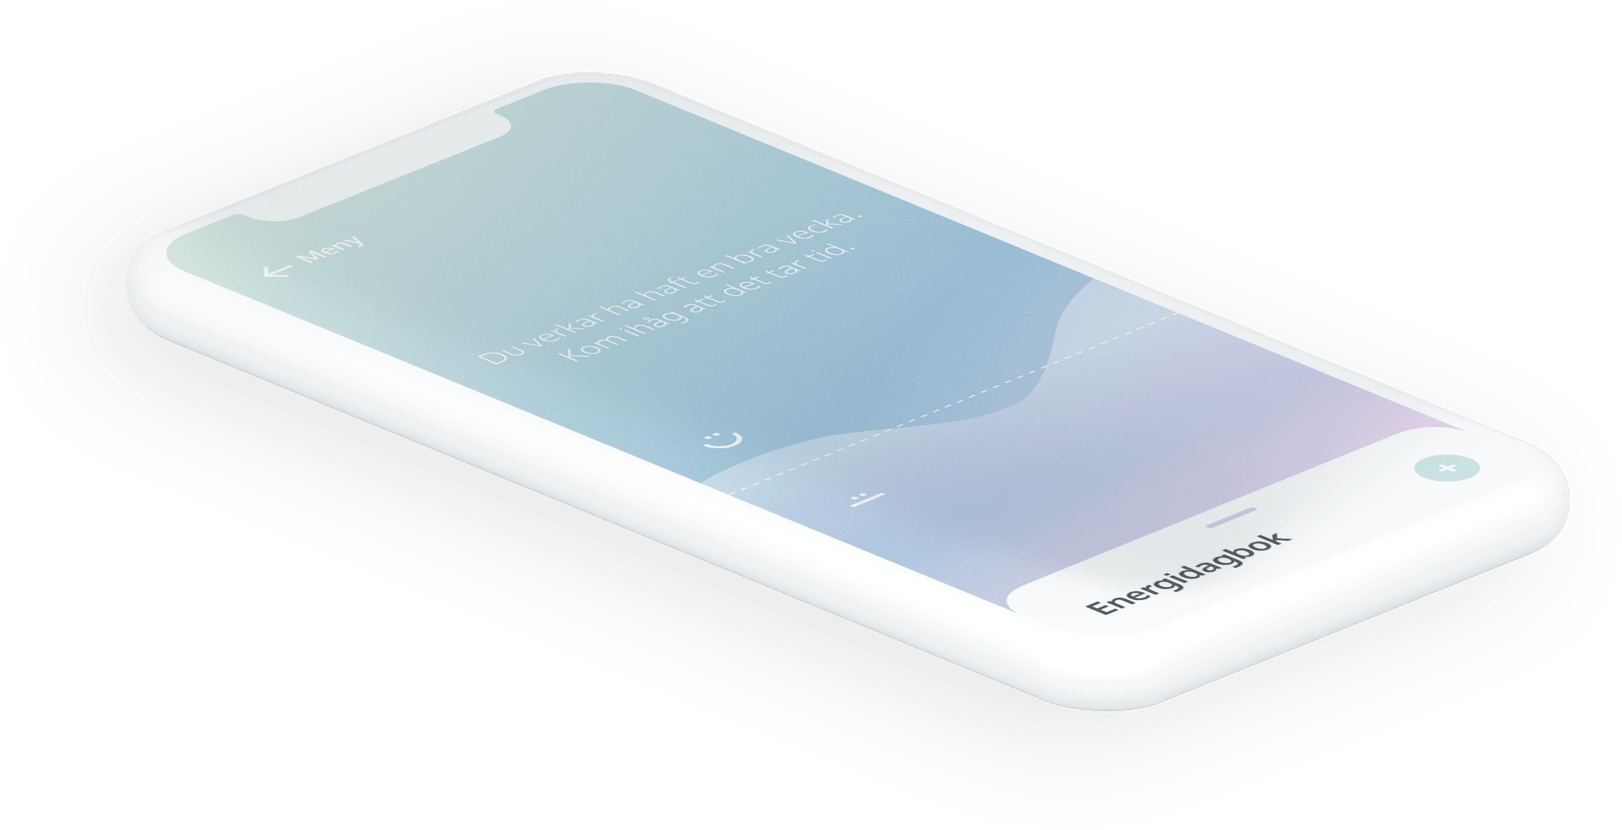 Meny
Du verkar ha haft en bra vecka.
Kom ihåg att det tar tid.
Energidagbok